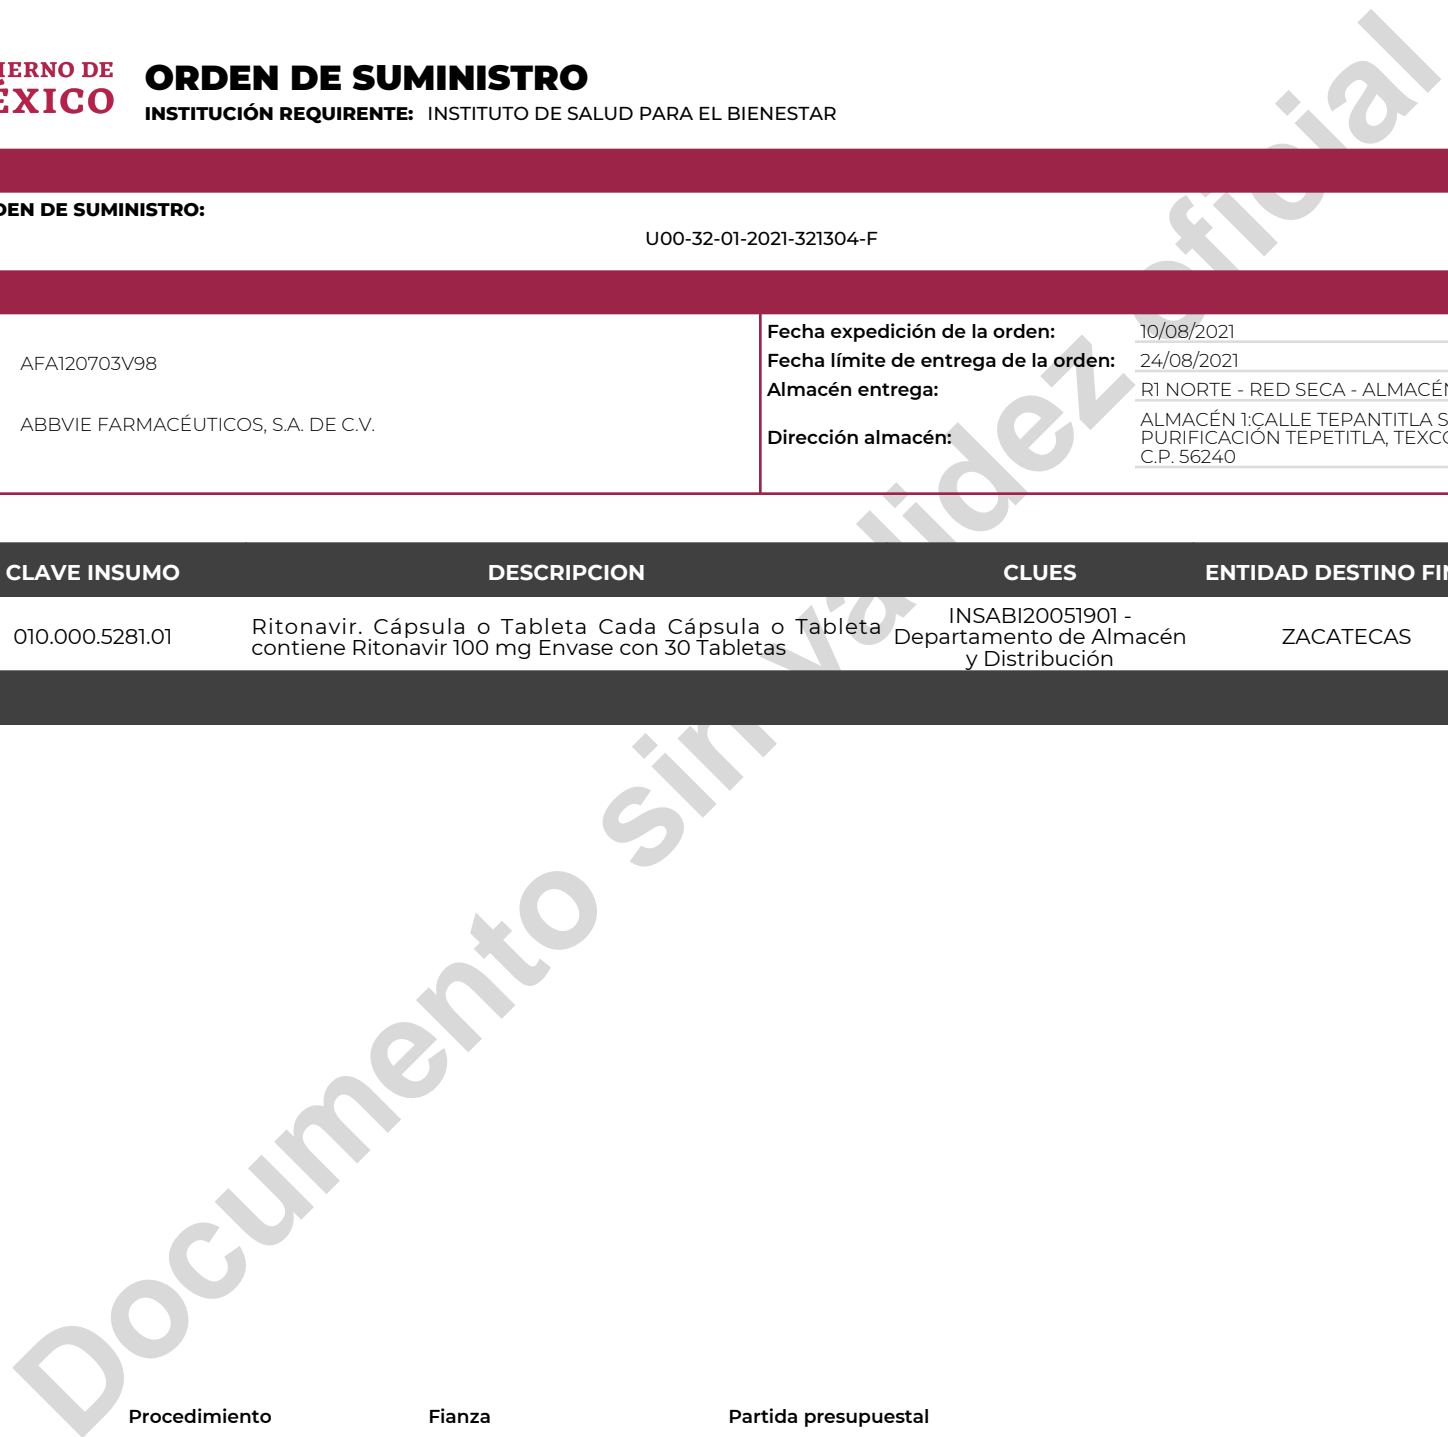 IERNO DE
ÉXICO
ORDEN DE SUMINISTRO
INSTITUCIÓN REQUIRENTE: INSTITUTO DE SALUD PARA EL BIENESTAR
DEN DE SUMINISTRO:
U00-32-01-2021-321304-F
AFA120703V98
ABBVIE FARMACÉUTICOS, S.A. DE C.V.
Fecha expedición de la orden: 10/08/2021
Fecha límite de entrega de la orden: 24/08/2021
Almacén entrega: R1 NORTE - RED SECA - ALMACÉN
Dirección almacén: ALMACÉN 1:CALLE TEPANTITLA S
PURIFICACIÓN TEPETITLA, TEXCO
C.P. 56240
CLAVE INSUMO DESCRIPCION CLUES ENTIDAD DESTINO FIN
010.000.5281.01
Ritonavir. Cápsula o Tableta Cada Cápsula o Tableta
contiene Ritonavir 100 mg Envase con 30 Tabletas
INSABI20051901 -
Departamento de Almacén
y Distribución
ZACATECAS
Documento sin validez oficial
Procedimiento Fianza Partida presupuestal